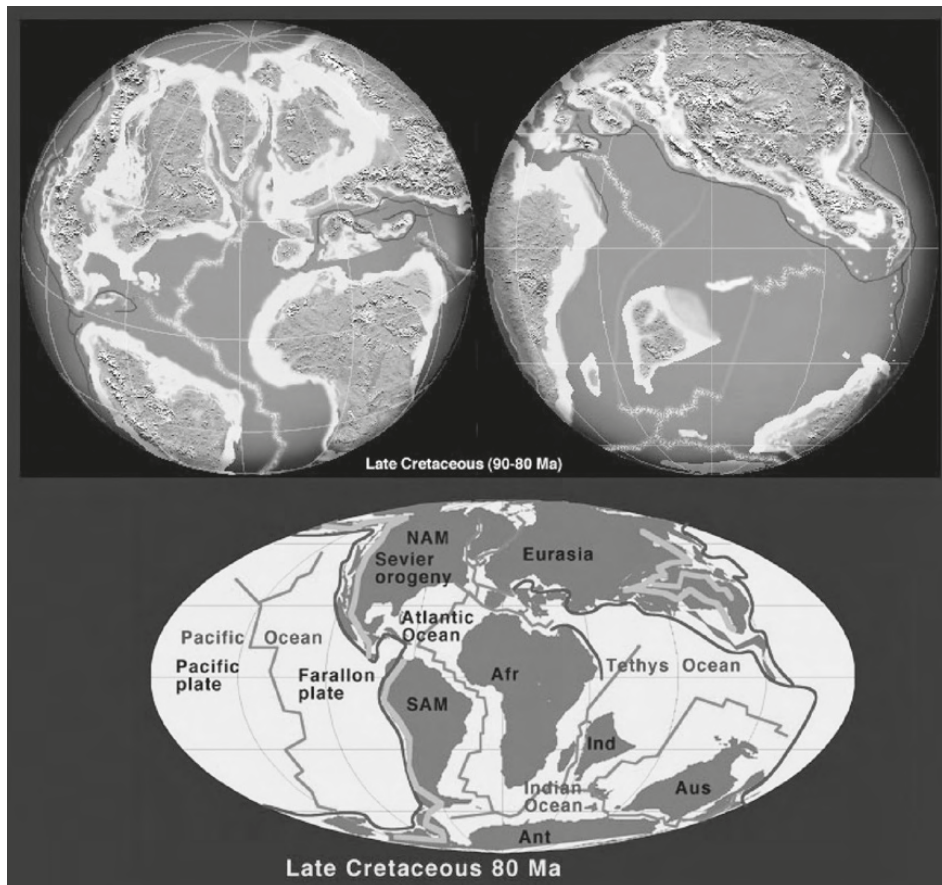 Late Cretaceous (90-80 Ma)
NAM
Sevier
orogeny
Eurasia
Atlantic
Ocean
Pacific Ocean
Pacific
plate
Farallon
plate
Afr
Tethys Ocean
SAM
Ind
Indian
Ocean
Aus
Ant
Late Cretaceous 80 Ma